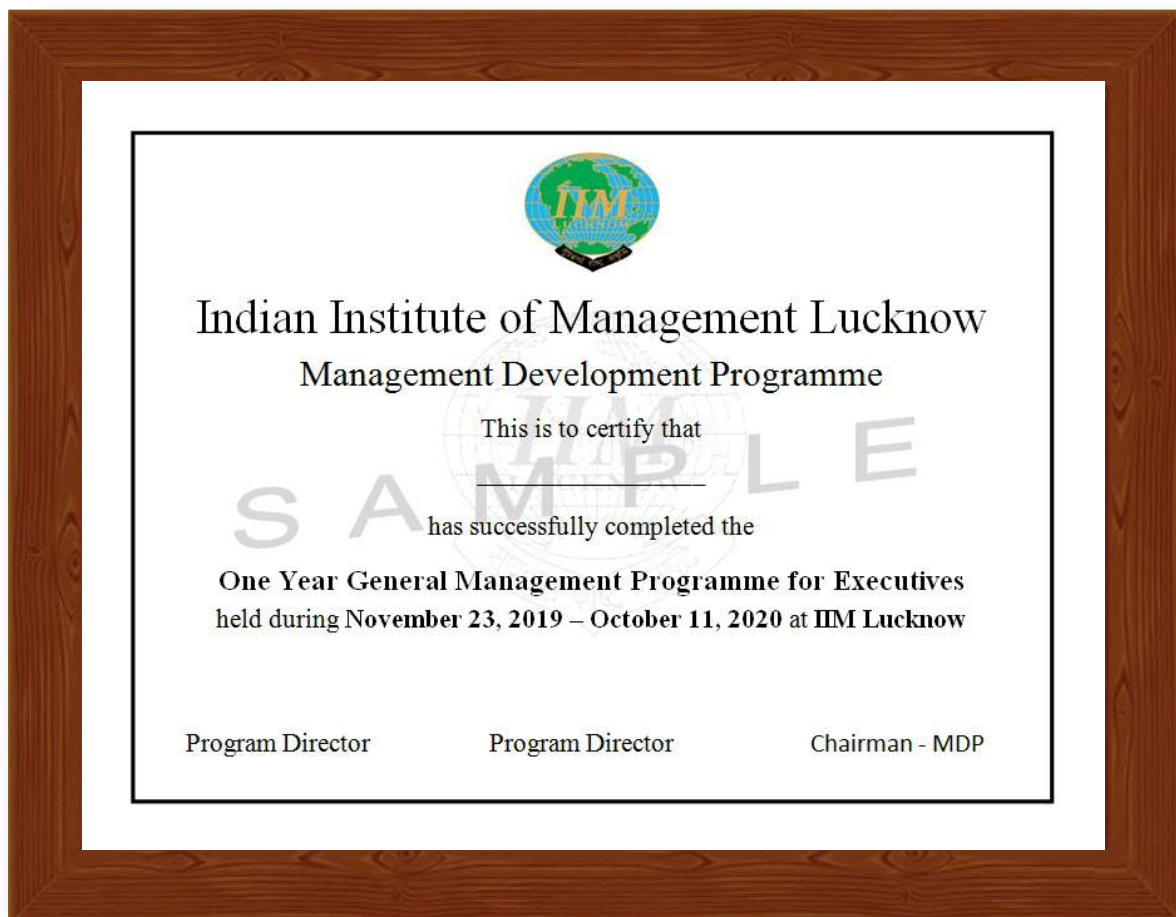 IIM
LUCKNOW
Indian Institute of Management Lucknow
Management Development Programme
This is to certify that
SAMPLE
has successfully completed the
One Year General Management Programme for Executives
held during November 23, 2019 – October 11, 2020 at IIM Lucknow
Program Director Program Director Chairman - MDP